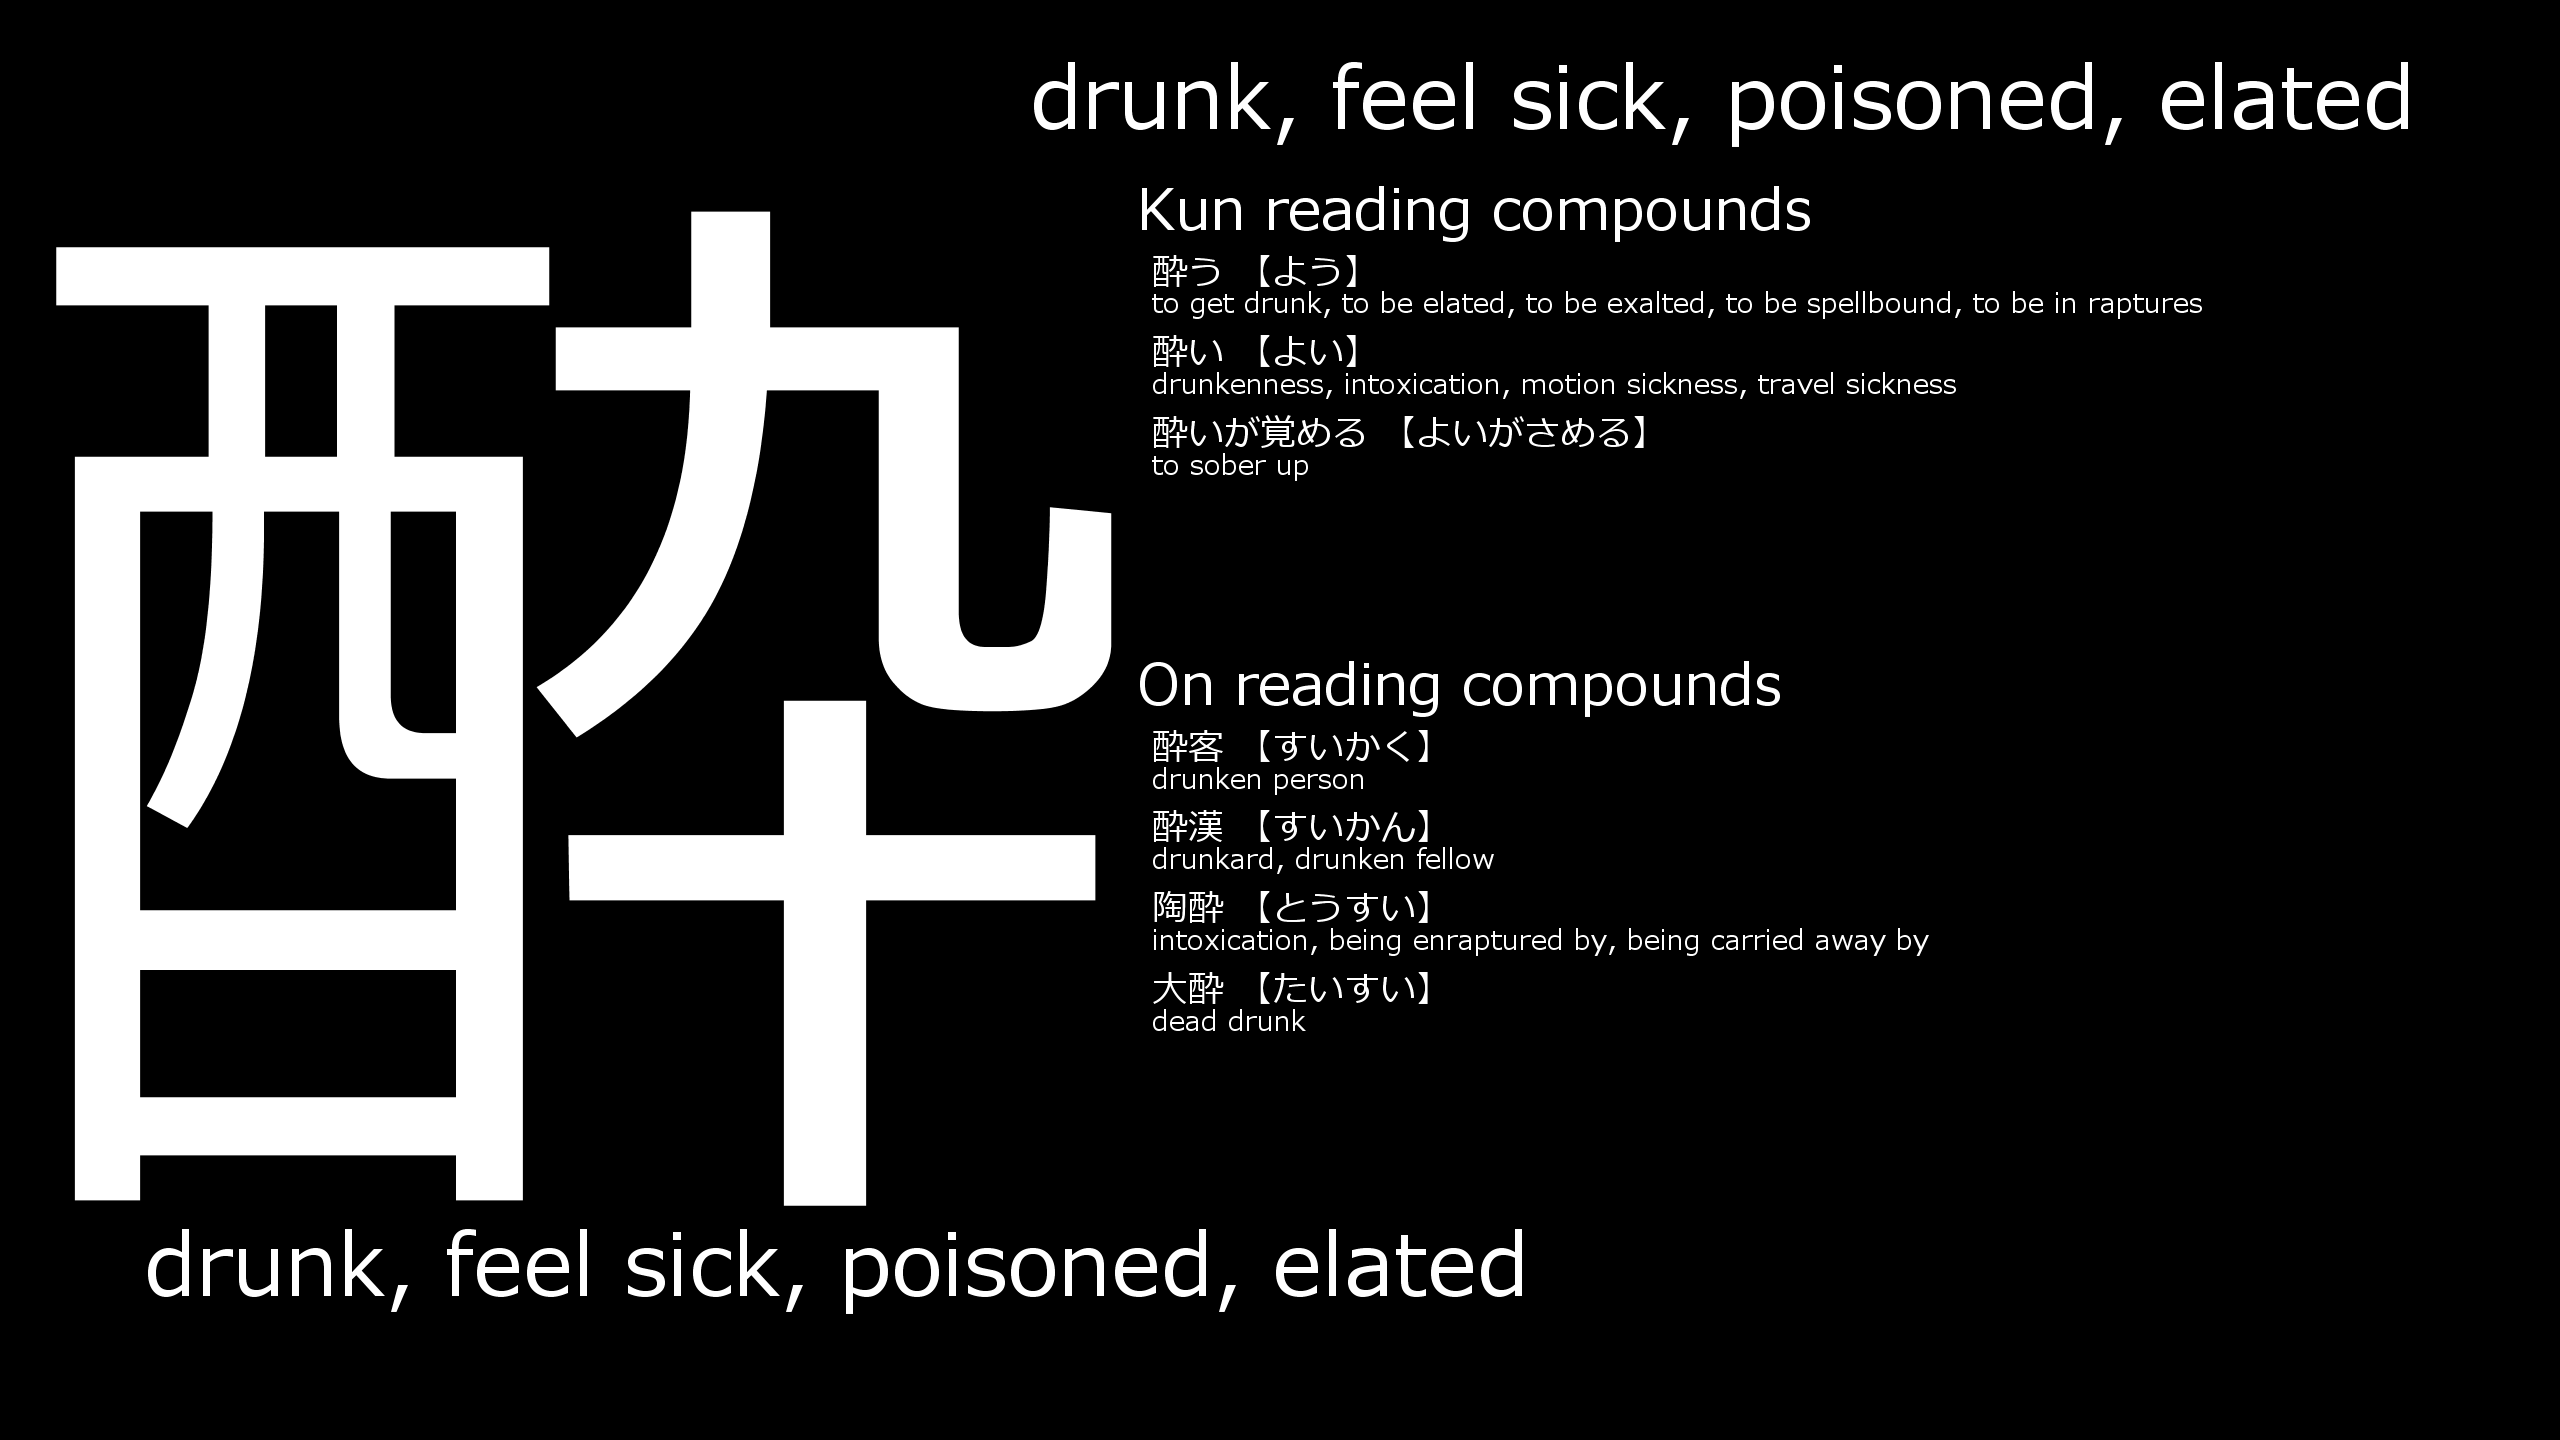 drunk, feel sick, poisoned, elated
酔
Kun reading compounds
酔う 【よう】
to get drunk, to be elated, to be exalted, to be spellbound, to be in raptures
酔い 【よい】
drunkenness, intoxication, motion sickness, travel sickness
酔いが覚める 【よいがさめる】
to sober up
On reading compounds
酔客 【すいかく】
drunken person
酔漢 【すいかん】
drunkard, drunken fellow
陶酔 【とうすい】
intoxication, being enraptured by, being carried away by
大酔 【たいすい】
dead drunk
drunk, feel sick, poisoned, elated